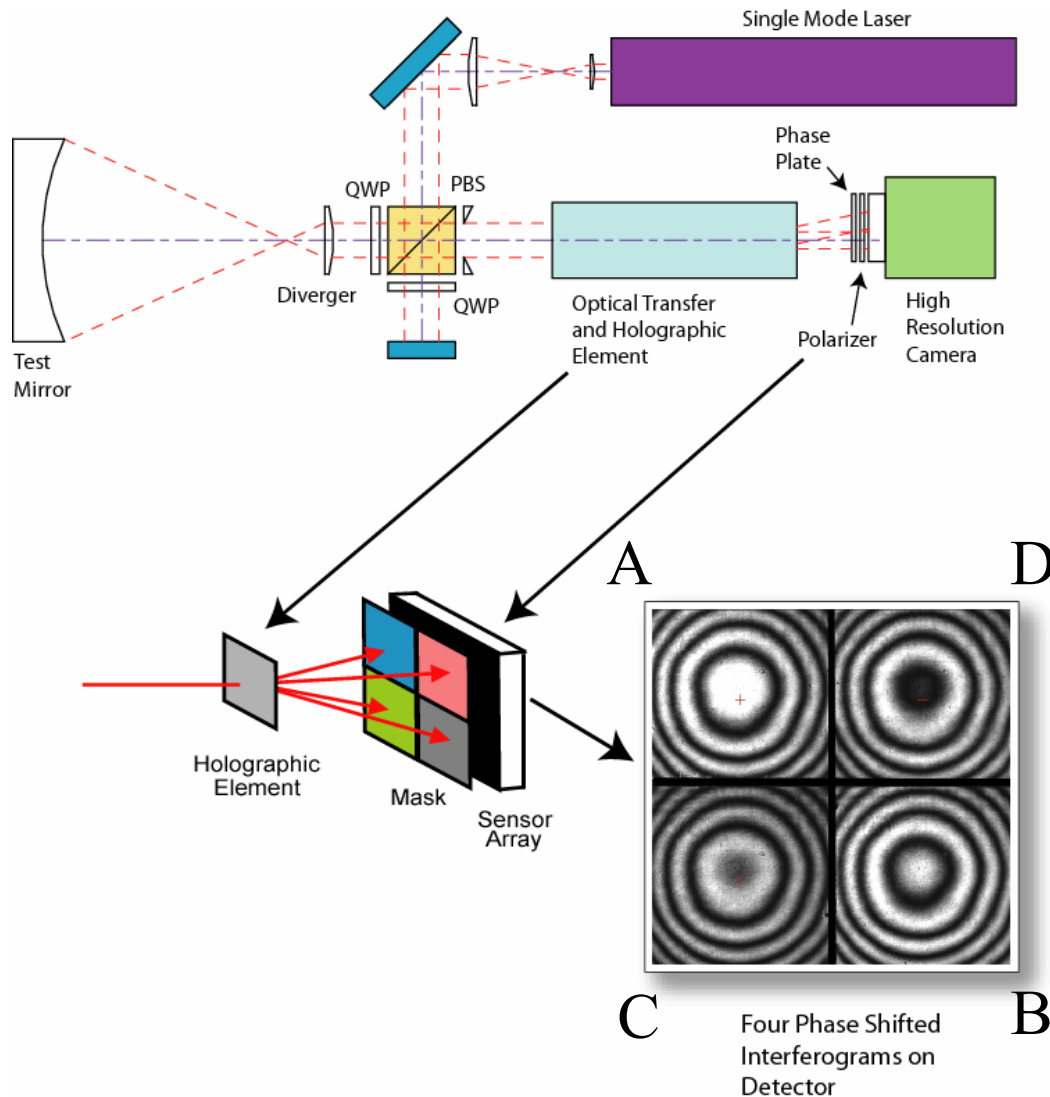 Single Mode Laser
Phase
Plate
QWP
PBS
Diverger
QWP
Test
Mirror
Optical Transfer
and Holographic
Element
Polarizer
High
Resolution
Camera
A
D
Holographic
Element
Mask
Sensor
Array
C
B
Four Phase Shifted
Interferograms on
Detector